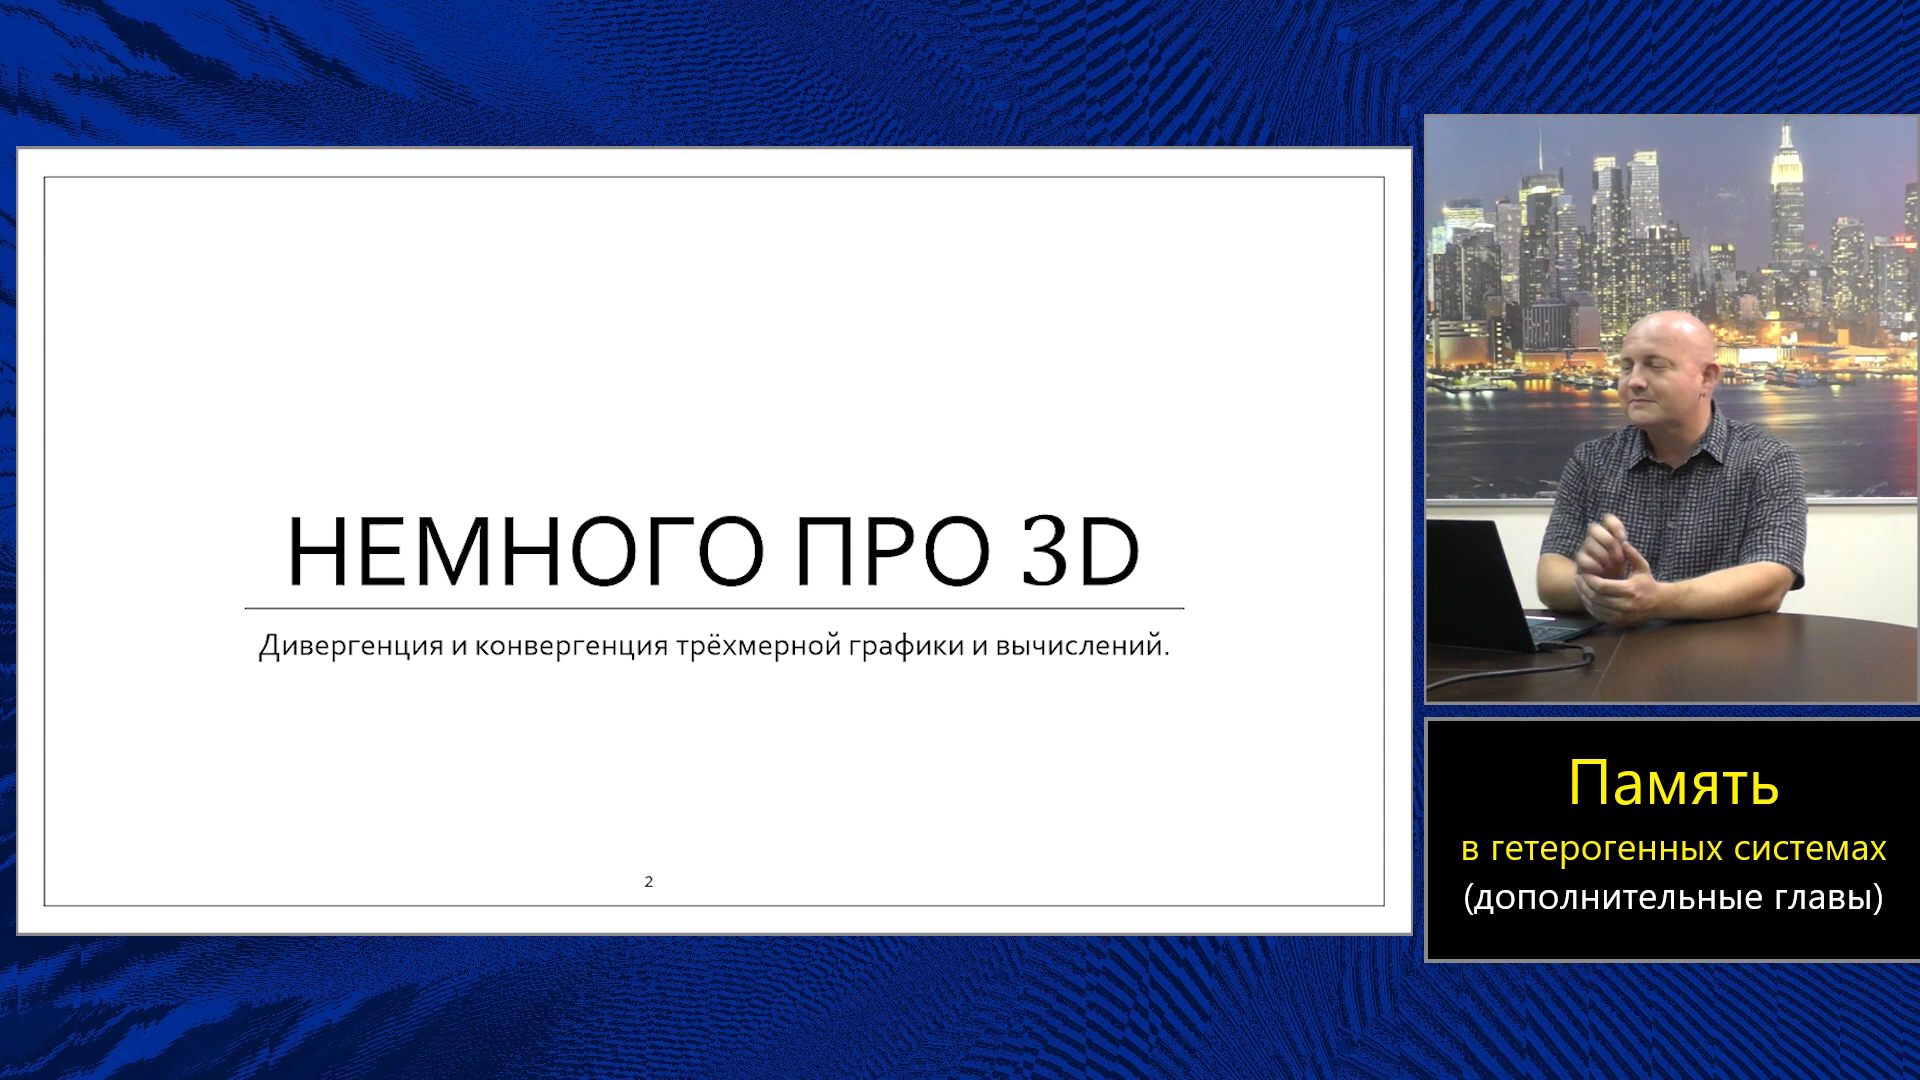 НЕМНОГО ПРО 3D
Дивергенция и конвергенция трёхмерной графики и вычислений.
2
Память
в гетерогенных системах
(дополнительные главы)